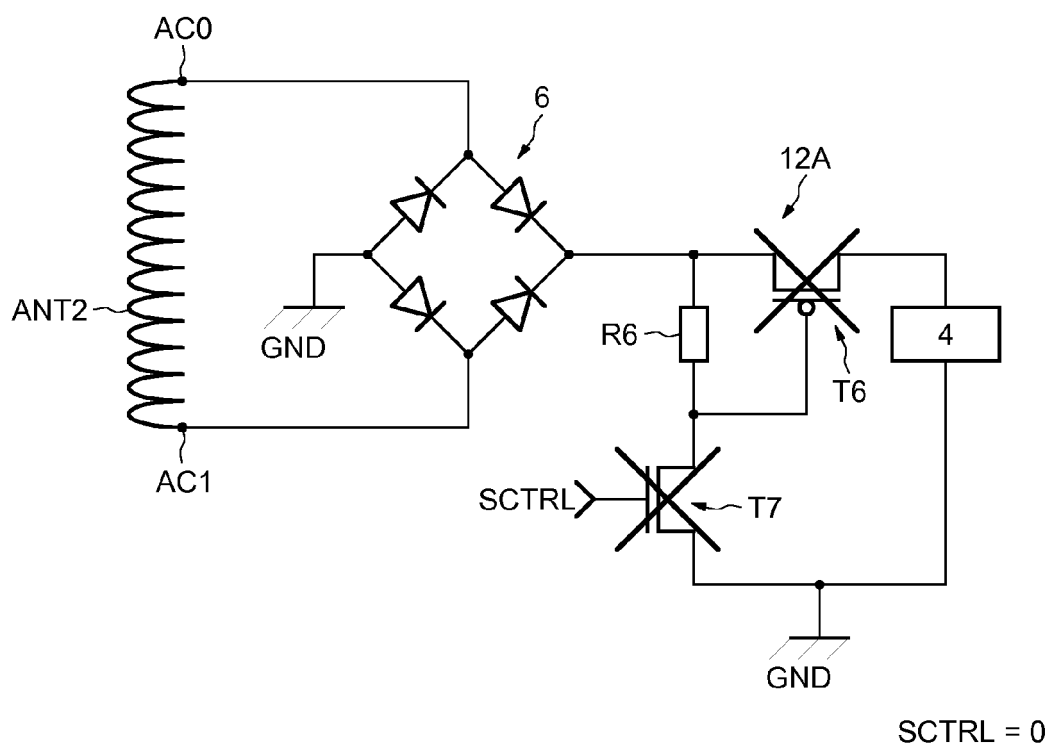 AC0
6
12A
ANT2
GND
R6
4
T6
AC1
SCTRL
T7
GND
SCTRL = 0